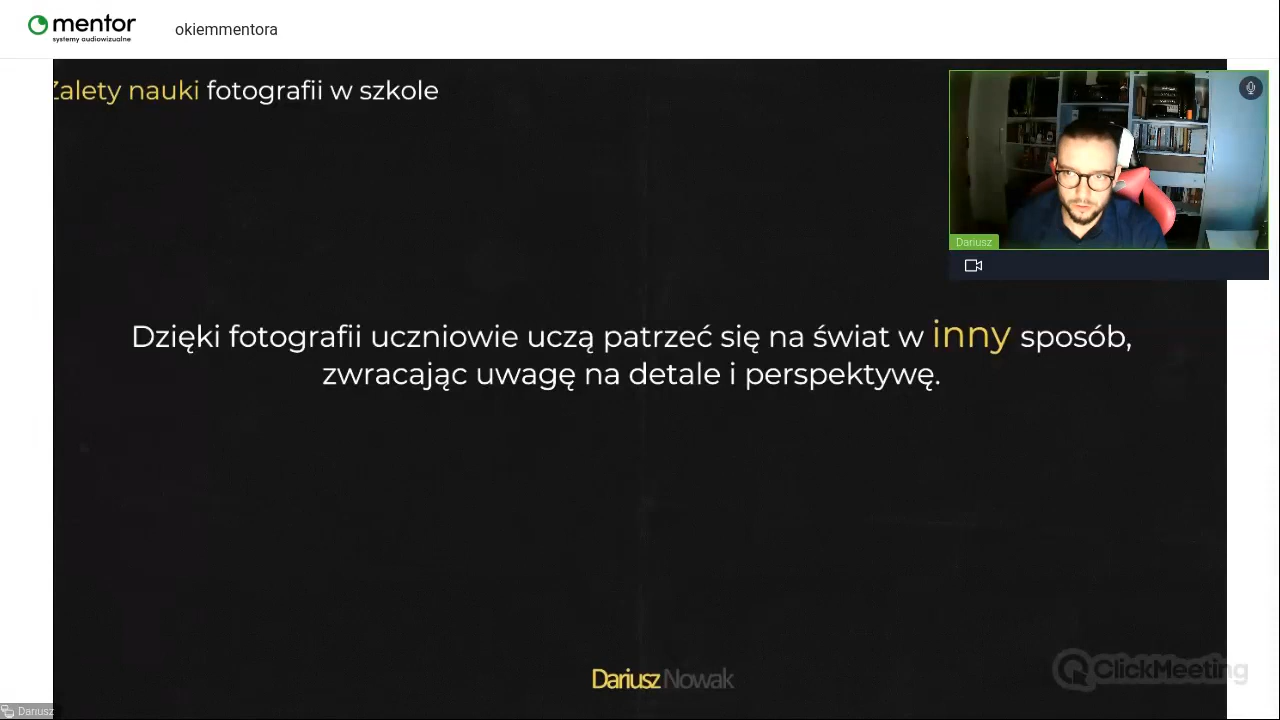 mentor
systemy audiowizualne
okiemmentora
Zalety nauki fotografii w szkole
Dariusz
Dzięki fotografii uczniowie uczą patrzeć się na świat w inny sposób,
zwracając uwagę na detale i perspektywę.
Dariusz Nowak
ClickMeeting
Dariusz